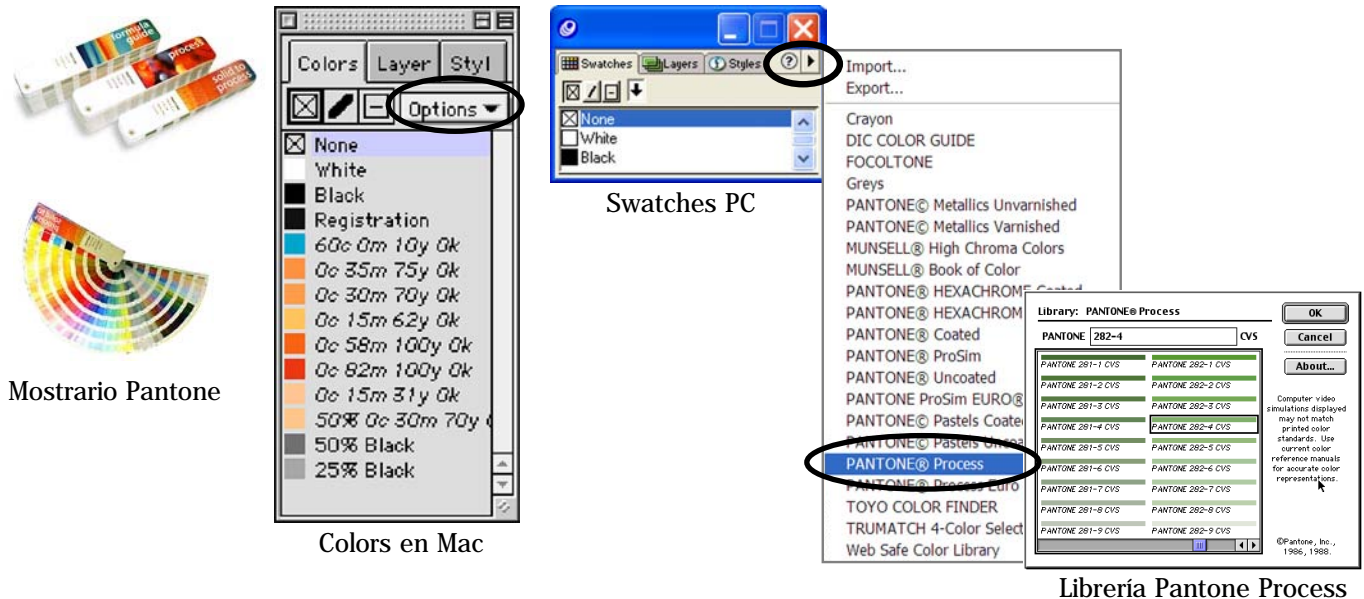 formula
guide
process
solid to
process
Mostrario Pantone
Colors
Layer
Styl
Options
None
White
Black
Registration
60c 0m 10y 0k
0c 35m 75y 0k
0c 30m 70y 0k
0c 15m 62y 0k
0c 58m 100y 0k
0c 82m 100y 0k
0c 15m 31y 0k
50% 0c 30m 70y
50% Black
25% Black
Colors en Mac
Swatches
Layers
Styles
?
None
White
Black
Swatches PC
Import...
Export...
Crayon
DIC COLOR GUIDE
FOCOLTONE
Greys
PANTONE© Metallics Unvarnished
PANTONE© Metallics Varnished
MUNSELL® High Chroma Colors
MUNSELL® Book of Color
PANTONE® HEXACHROME Coated
PANTONE® HEXACHROM
PANTONE® Coated
PANTONE® ProSim
PANTONE® Uncoated
PANTONE ProSim EURO®
PANTONE© Pastels Coate
PANTONE© Pastels Uncoa
PANTONE® Process
PANTONE® Process Euro
TOYO COLOR FINDER
TRUMATCH 4-Color Select
Web Safe Color Library
Library: PANTONE® Process
PANTONE 282-4 CVS
PANTONE 281-1 CVS PANTONE 282-1 CVS
PANTONE 281-2 CVS PANTONE 282-2 CVS
PANTONE 281-3 CVS PANTONE 282-3 CVS
PANTONE 281-4 CVS PANTONE 282-4 CVS
PANTONE 281-5 CVS PANTONE 282-5 CVS
PANTONE 281-6 CVS PANTONE 282-6 CVS
PANTONE 281-7 CVS PANTONE 282-7 CVS
PANTONE 281-8 CVS PANTONE 282-8 CVS
PANTONE 281-9 CVS PANTONE 282-9 CVS
OK
Cancel
About...
Computer video
simulations displayed
may not match
printed color
standards. Use
current color
reference manuals
for accurate color
representations.
©Pantone, Inc.,
1986, 1988.
Librería Pantone Process